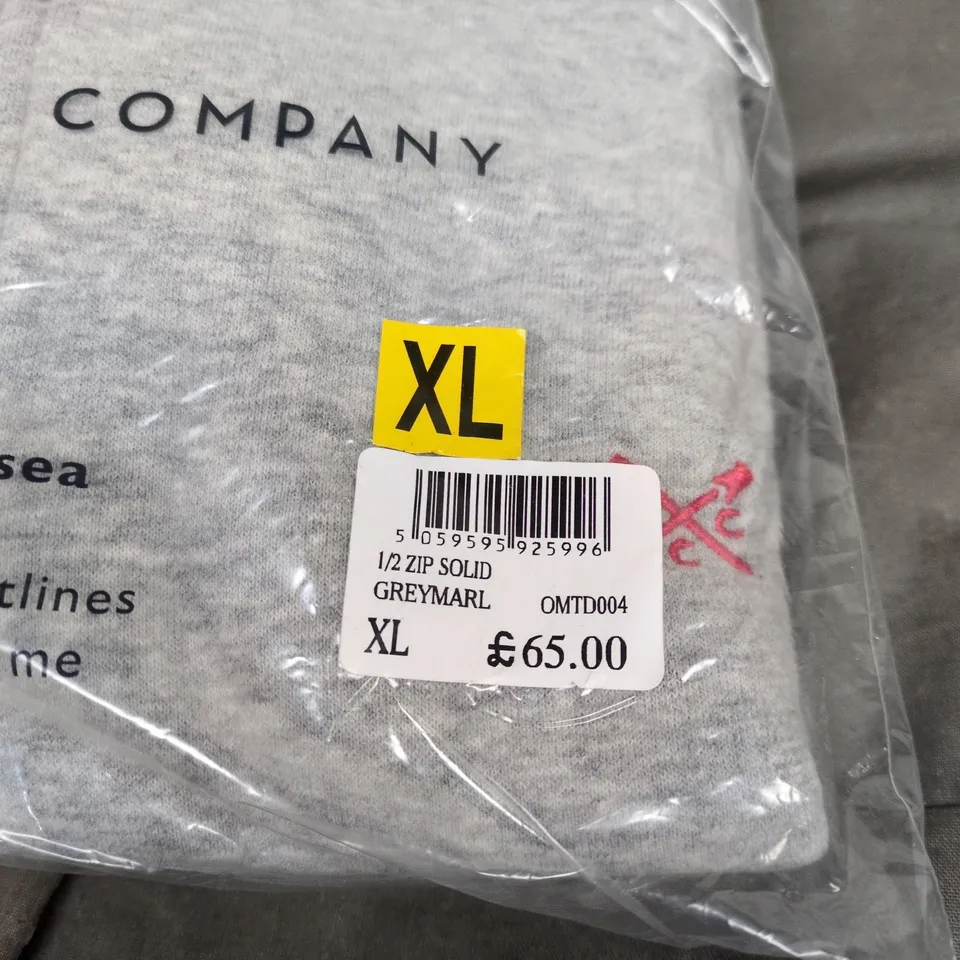 COMPANY
XL
sea
5 059595 925996
1/2 ZIP SOLID
GREYMARL OMTD004
XL £65.00
tlines
me
C C